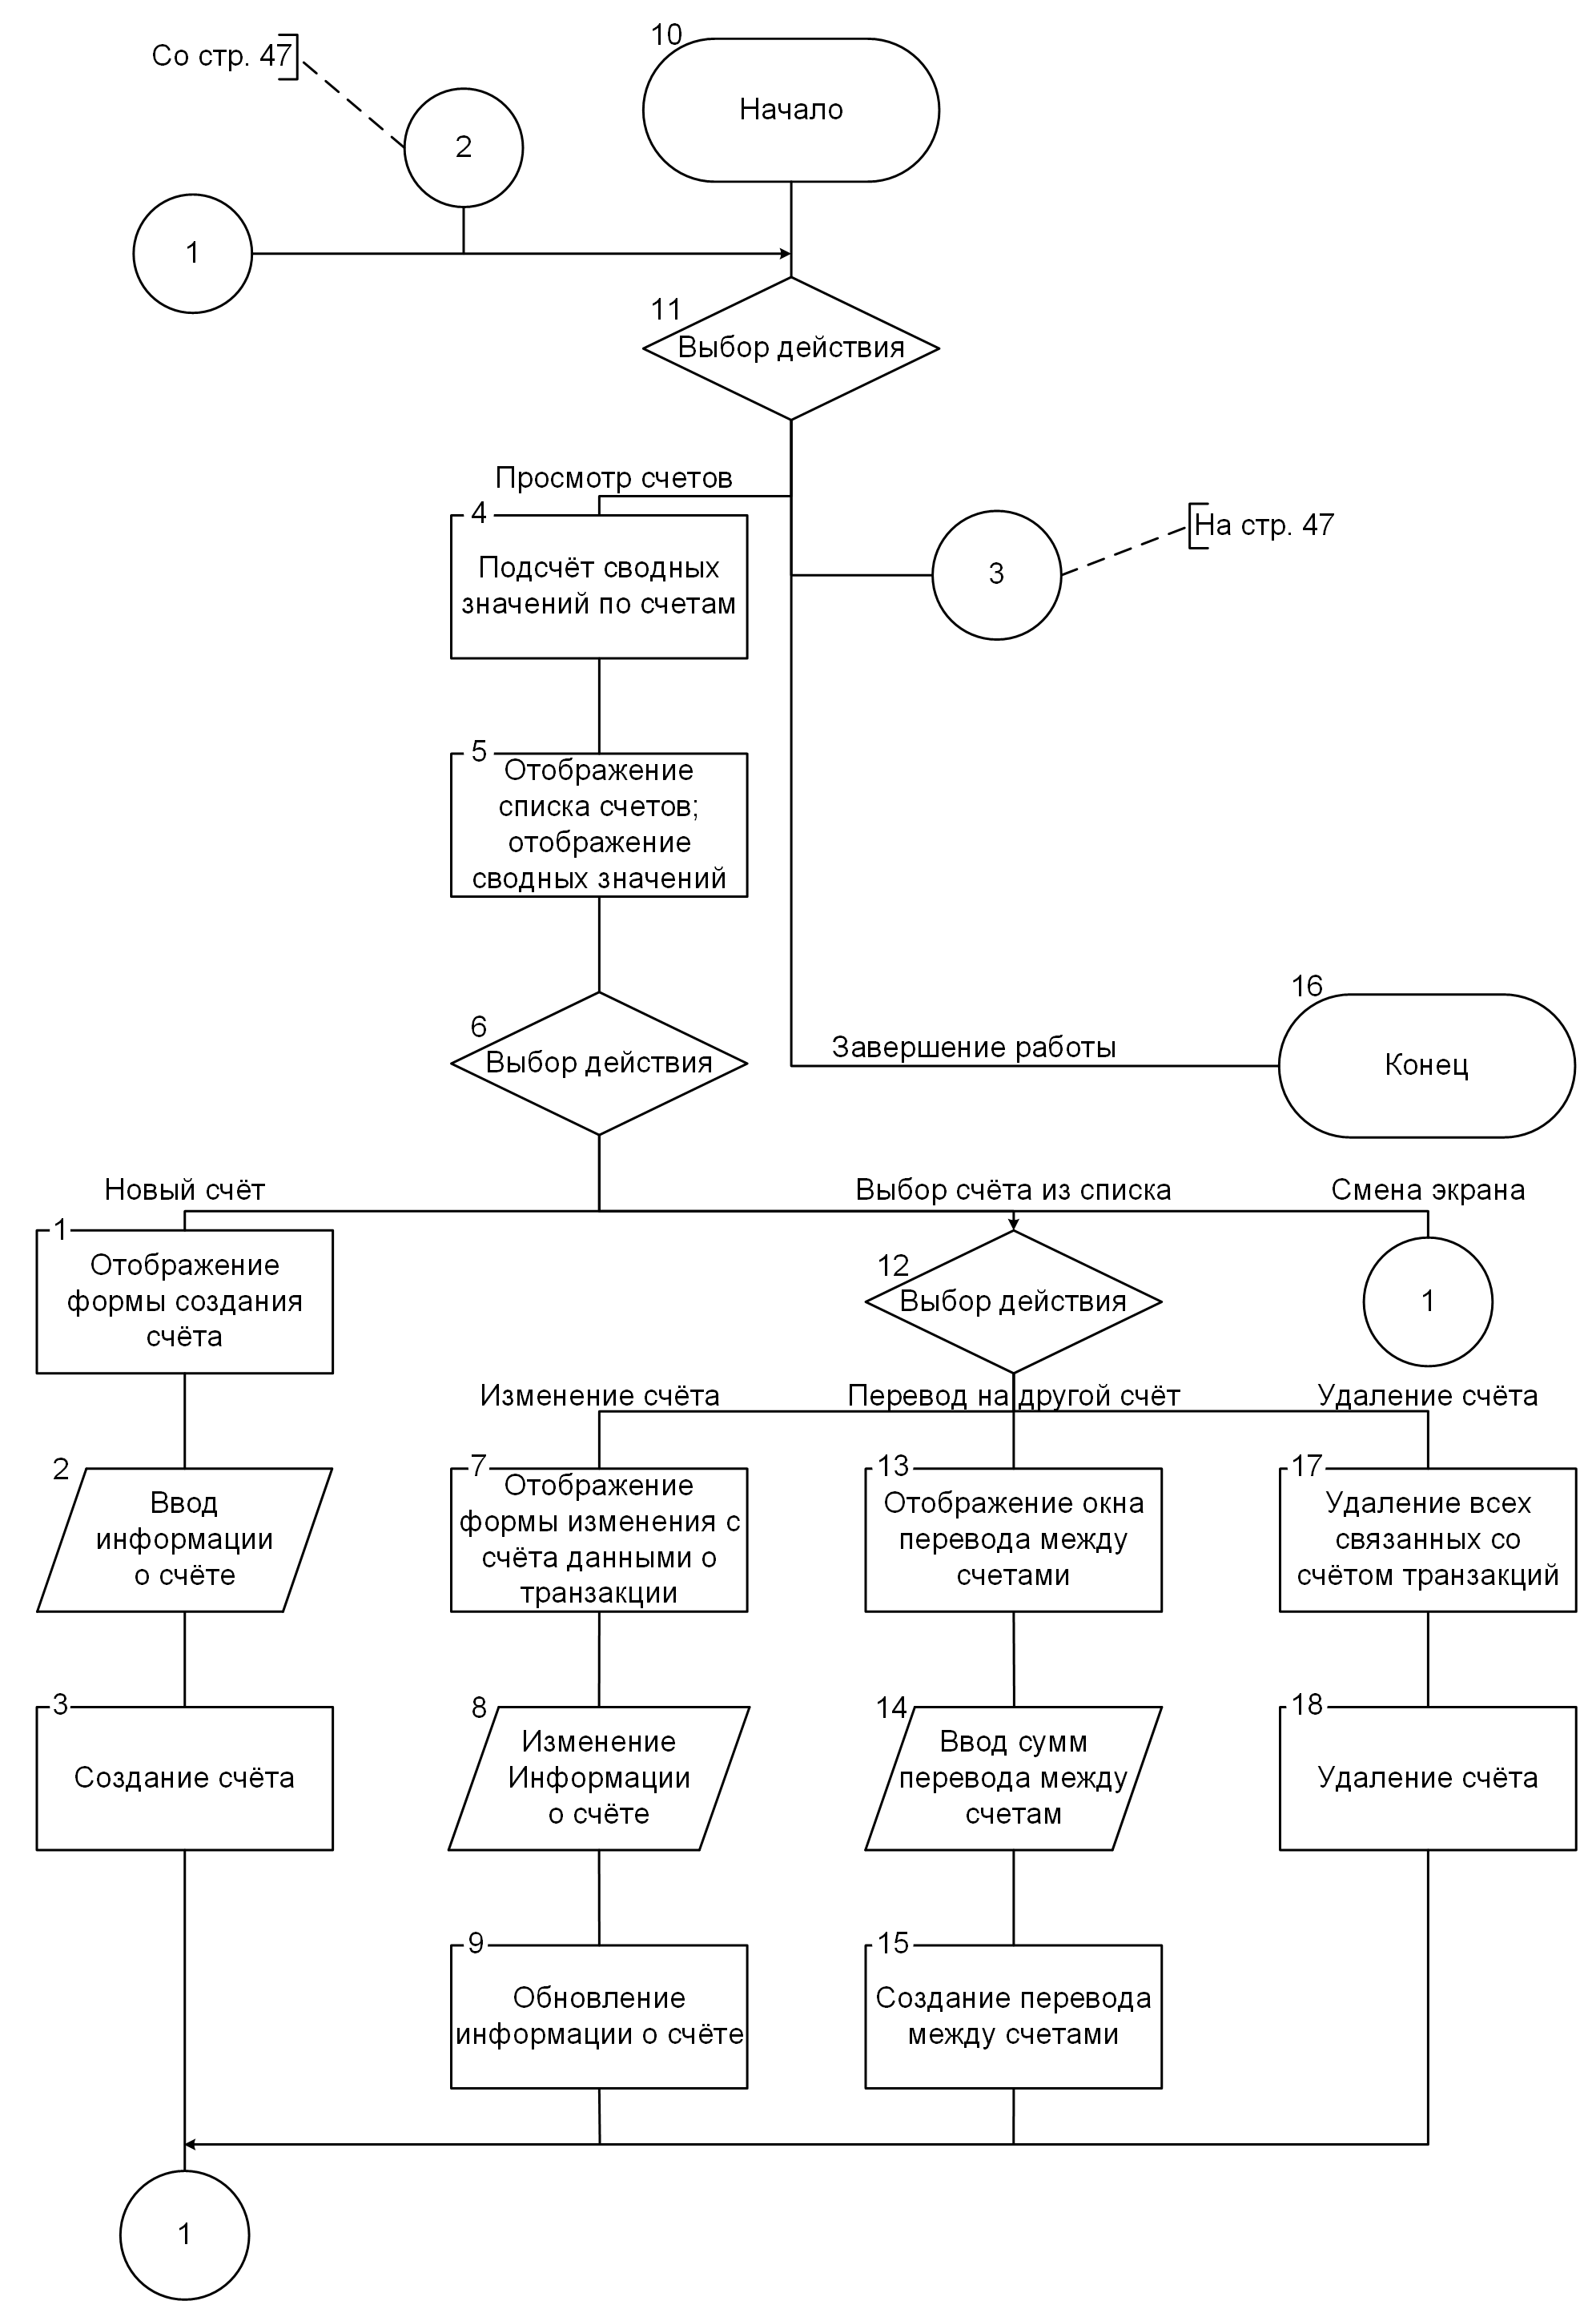 10
Со стр. 47
Начало
2
1
11
Выбор действия
Просмотр счетов
4
Подсчёт сводных
значений по счетам
3
На стр. 47
5
Отображение
списка счетов;
отображение
сводных значений
6
Выбор действия
Завершение работы
16
Конец
Новый счёт
Выбор счёта из списка
Смена экрана
1
Отображение
формы создания
счёта
12
Выбор действия
1
Изменение счёта
Перевод на другой счёт
Удаление счёта
2
Ввод
информации
о счёте
7
Отображение
формы изменения с
счёта данными о
транзакции
13
Отображение окна
перевода между
счетами
17
Удаление всех
связанных со
счётом транзакций
3
Создание счёта
8
Изменение
Информации
о счёте
14
Ввод сумм
перевода между
счетам
18
Удаление счёта
9
Обновление
информации о счёте
15
Создание перевода
между счетами
1